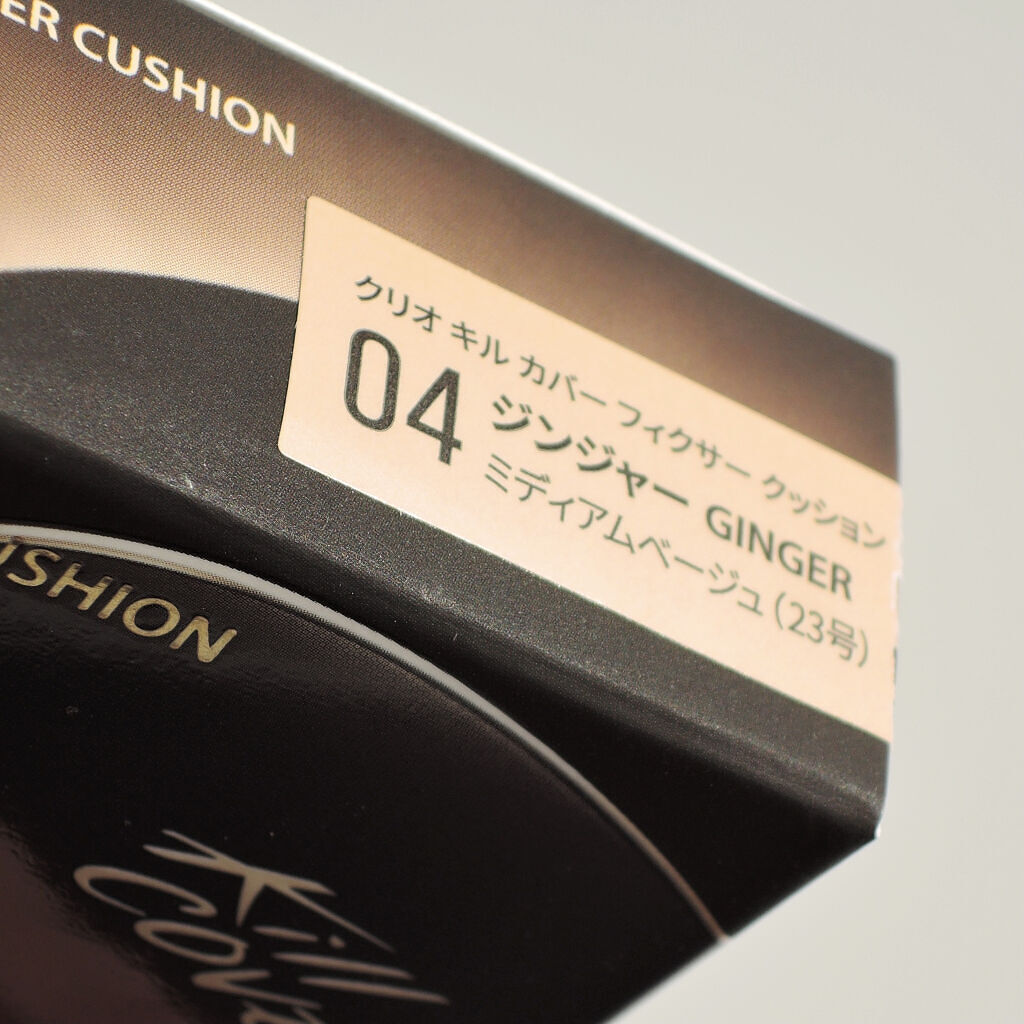 ER CUSHION
クリオ キル カバー フィクサー クッション
04 ジンジャー GINGER
ミディアムベージュ (23号)
USHION
Kill
Cove